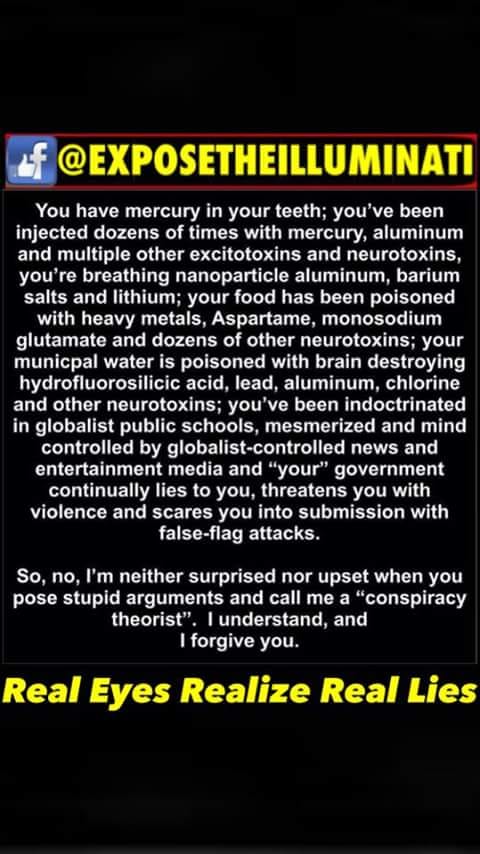 @EXPOSETHEILLUMINATI
You have mercury in your teeth; you've been
injected dozens of times with mercury, aluminum
and multiple other excitotoxins and neurotoxins,
you're breathing nanoparticle aluminum, barium
salts and lithium; your food has been poisoned
with heavy metals, Aspartame, monosodium
glutamate and dozens of other neurotoxins; your
municpal water is poisoned with brain destroying
hydrofluorosilicic acid, lead, aluminum, chlorine
and other neurotoxins; you've been indoctrinated
in globalist public schools, mesmerized and mind
controlled by globalist-controlled news and
entertainment media and “your” government
continually lies to you, threatens you with
violence and scares you into submission with
false-flag attacks.
So, no, I'm neither surprised nor upset when you
pose stupid arguments and call me a “conspiracy
theorist”. I understand, and
I forgive you.
Real Eyes Realize Real Lies